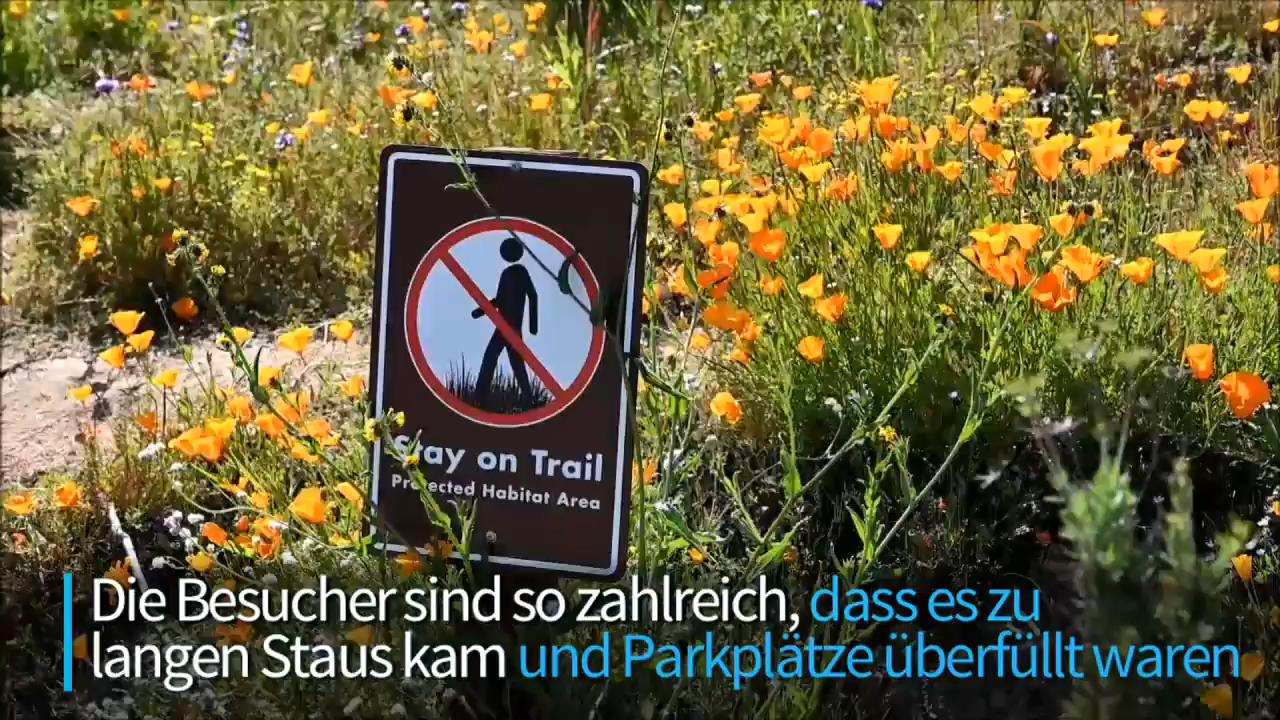 Stay on Trail
Protected Habitat Area
Die Besucher sind so zahlreich, dass es zu
langen Staus kam und Parkplätze überfüllt waren